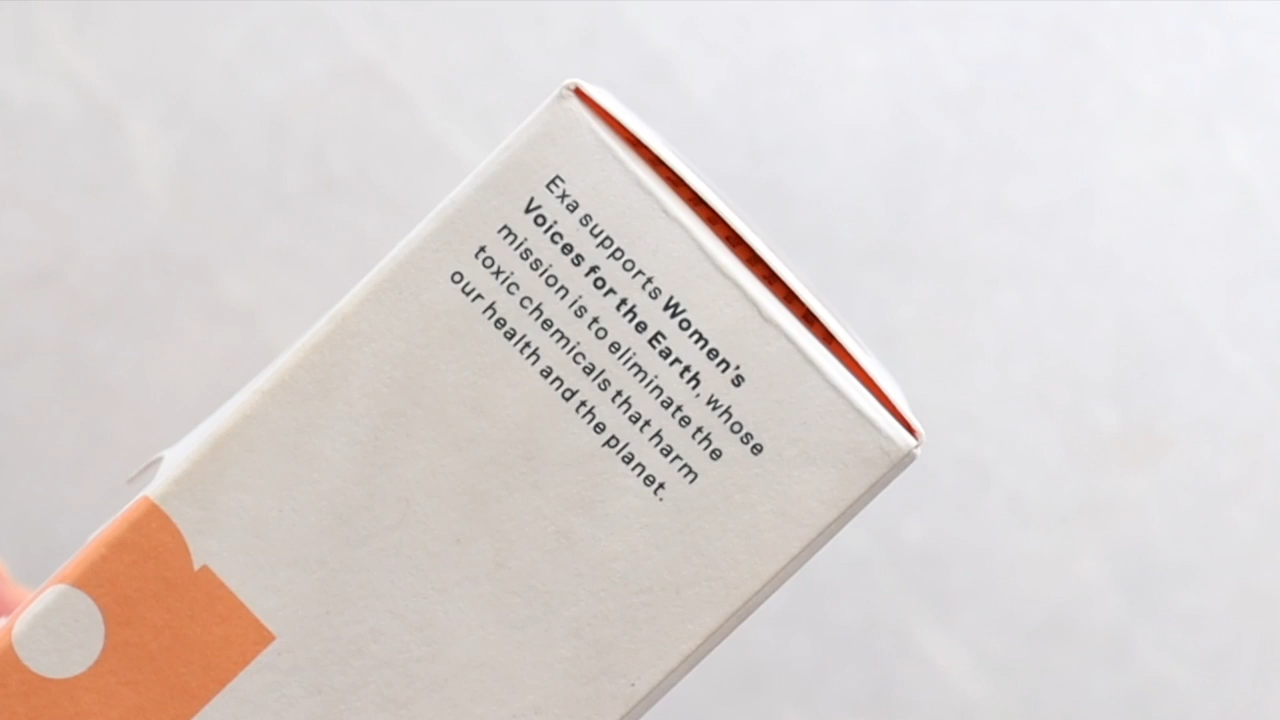 Exa supports Women's
Voices for the Earth, whose
mission is to eliminate the
toxic chemicals that harm
our health and the planet.